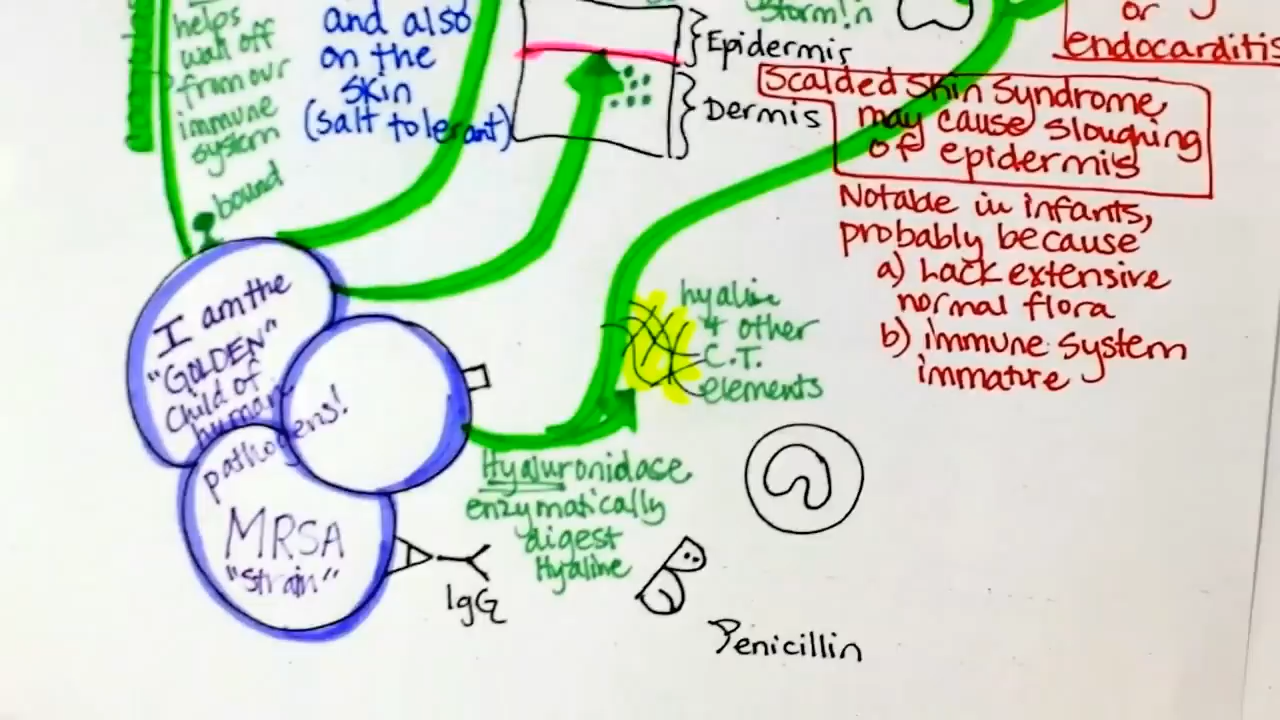 helps
wall off
from our
immune
system
bound
and also
on the
skin
(salt tolerant)
Epidermis
Dermis
Stormin
or
endocarditis
Scalded Skin Syndrome
may cause sloughing
of epidermis
Notable in infants,
probably because
a) Lack extensive
normal flora
b) immune system
immature
hyaline
+ other
C.T.
elements
I am the
"GOLDEN"
Child of
human
pathogens!
MRSA
"strain"
IgG
Hyaluronidase
enzymatically
digest
Hyaline
Penicillin